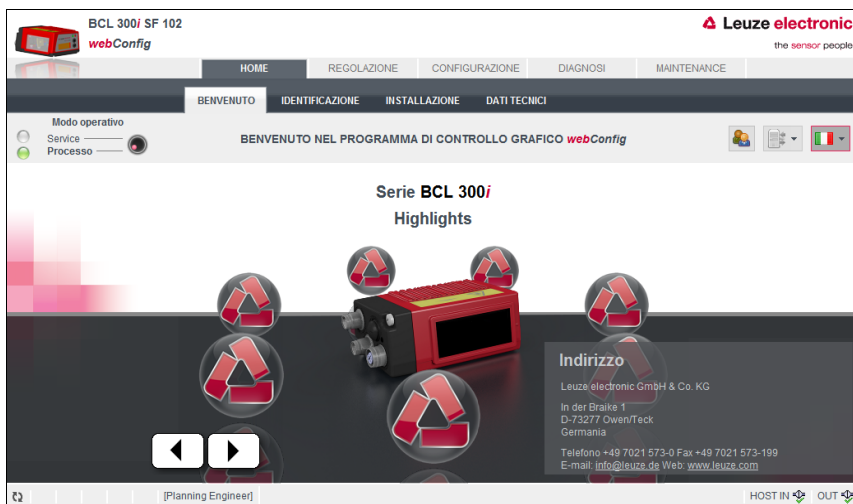 BCL 300i SF 102
webConfig
Leuze electronic
the sensor people
HOME REGOLAZIONE CONFIGURAZIONE DIAGNOSI MAINTENANCE
BENVENUTO IDENTIFICAZIONE INSTALLAZIONE DATI TECNICI
Modo operativo
Service
Processo
BENVENUTO NEL PROGRAMMA DI CONTROLLO GRAFICO webConfig
Serie BCL 300i
Highlights
Indirizzo
Leuze electronic GmbH & Co. KG
In der Braike 1
D-73277 Owen/Teck
Germania
Telefono +49 7021 573-0 Fax +49 7021 573-199
E-mail: info@leuze.de Web: www.leuze.com
[Planning Engineer] HOST IN OUT